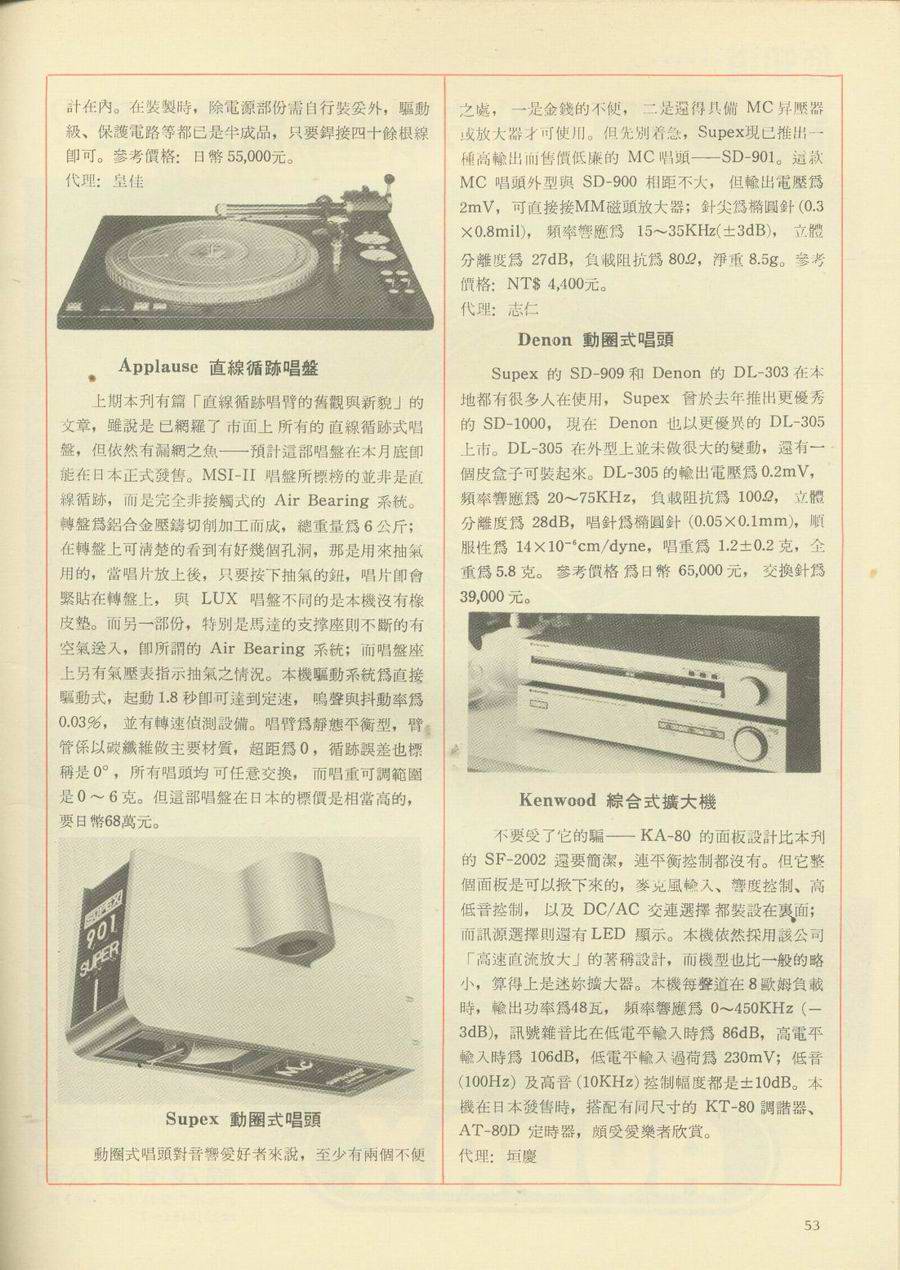 計在內。在裝製時，除電源部份需自行裝妥外，驅動
級、保護電路等都已是半成品，只要銲接四十餘根線
卽可。參考價格：日幣 55,000元。
代理：皇佳
Applause 直線循跡唱盤
上期本刋有篇「直線循跡唱臂的舊觀與新貌」的
文章，雖說是 已網羅了 市面上 所有的 直線循跡式唱
盤，但依然有漏網之魚——預計這部唱盤在本月底卽
能在日本正式發售。MSI-II 唱盤所標榜的並非是直
線循跡，而是完全非接觸式的 Air Bearing 系統。
轉盤爲鋁合金壓鑄切削加工而成，總重量爲 6 公斤；
在轉盤上可淸楚的看到有好幾個孔洞，那是用來抽氣
用的，當唱片放上後，只要按下抽氣的鈕，唱片卽會
緊貼在轉盤上， 與 LUX 唱盤不同的是本機沒有橡
皮墊。而另一部份，特別是馬達的支撑座則不斷的有
空氣送入，卽所謂的 Air Bearing 系統；而唱盤座
上另有氣壓表指示抽氣之情況。本機驅動系統爲直接
驅動式，起動 1.8 秒卽可達到定速， 鳴聲與抖動率爲
0.03%， 並有轉速偵測設備。唱臂爲靜態平衡型，臂
管係以碳纖維做主要材質，超距爲 0 ，循跡誤差也標
稱是 0° ，所有唱頭均 可任意交換， 而唱重可調範圍
是 0 ～ 6 克。但這部唱盤在日本的標價是相當高的，
要日幣68萬元。
SUPEX
901
SUPER
MC
Supex 動圈式唱頭
動圈式唱頭對音響愛好者來說，至少有兩個不便
之處， 一是金錢的不便， 二是還得具備 MC 昇壓器
或放大器才可使用。但先別着急，Supex現已推出一
種高輸出而售價低廉的 MC 唱頭——SD-901。這款
MC 唱頭外型與 SD-900 相距不大， 但輸出電壓爲
2mV，可直接接MM磁頭放大器；針尖爲橢圓針 (0.3
×0.8mil)， 頻率響應爲 15～35KHz(±3dB)， 立體
分離度爲 27dB，負載阻抗爲 80Ω，淨重 8.5g。參考
價格：NT$ 4,400元。
代理：志仁
Denon 動圈式唱頭
Supex 的 SD-909 和 Denon 的 DL-303 在本
地都有很多人在使用， Supex 曾於去年推出更優秀
的 SD-1000， 現在 Denon 也以更優異的 DL-305
上市。DL-305 在外型上並未做很大的變動，還有一
個皮盒子可裝起來。DL-305 的輸出電壓爲 0.2mV，
頻率響應爲 20～75KHz， 負載阻抗爲 100Ω， 立體
分離度爲 28dB，唱針爲橢圓針 (0.05×0.1mm)，順
服性爲 14×10⁻⁶cm/dyne，唱重爲 1.2±0.2 克，全
重爲 5.8 克。 參考價格 爲日幣 65,000 元， 交換針爲
39,000 元。
Kenwood 綜合式擴大機
不要受了它的騙—— KA-80 的面板設計比本刋
的 SF-2002 還要簡潔，連平衡控制都沒有。但它整
個面板是可以掀下來的，麥克風輸入、響度控制、高
低音控制， 以及 DC/AC 交連選擇 都裝設在裏面；
而訊源選擇則還有 LED 顯示。本機依然採用該公司
「高速直流放大」的著稱設計，而機型也比一般的略
小，算得上是迷妳擴大器。本機每聲道在 8 歐姆負載
時，輸出功率爲48瓦， 頻率響應爲 0～450KHz (—
3dB)，訊號雜音比在低電平輸入時爲 86dB，高電平
輸入時爲 106dB，低電平輸入過荷爲 230mV；低音
(100Hz) 及高音 (10KHz) 控制幅度都是±10dB。本
機在日本發售時，搭配有同尺寸的 KT-80 調諧器、
AT-80D 定時器，頗受愛樂者欣賞。
代理：垣慶
53